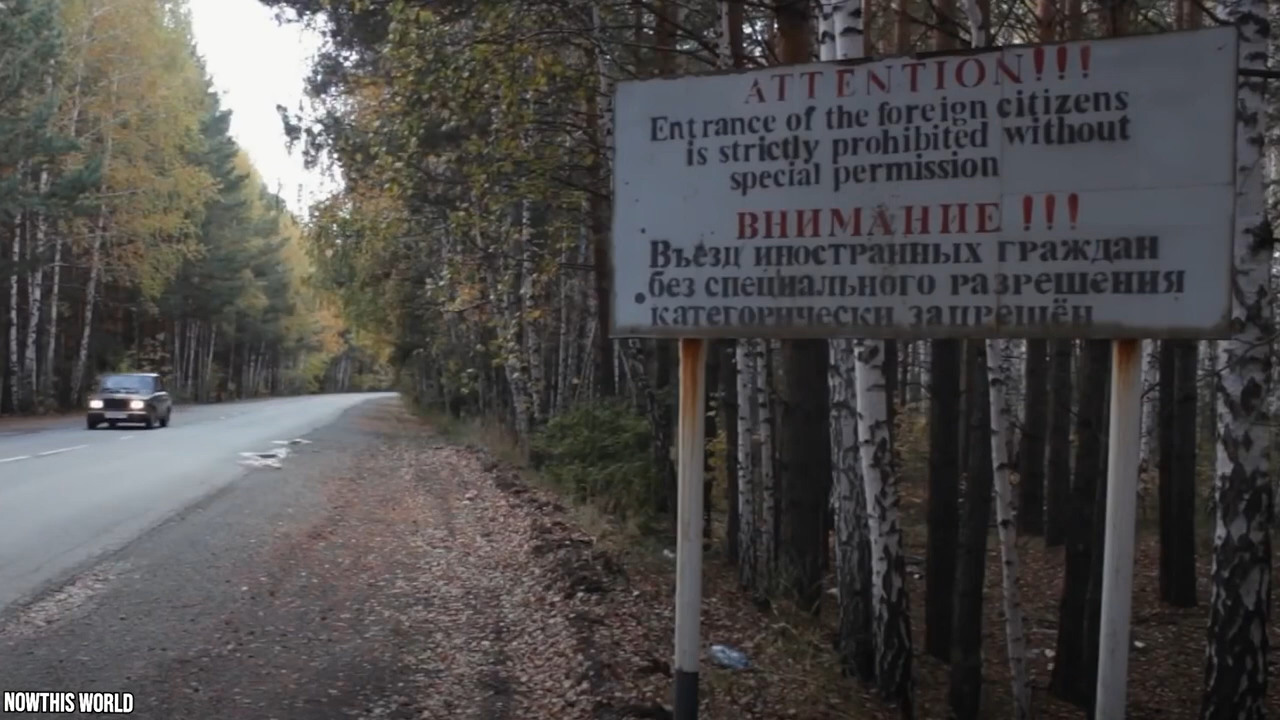 ATTENTION!!!
Entrance of the foreign citizens
is strictly prohibited without
special permission
ВНИМАНИЕ !!!
Въезд иностранных граждан
без специального разрешения
категорически запрещён
NOWTHIS WORLD